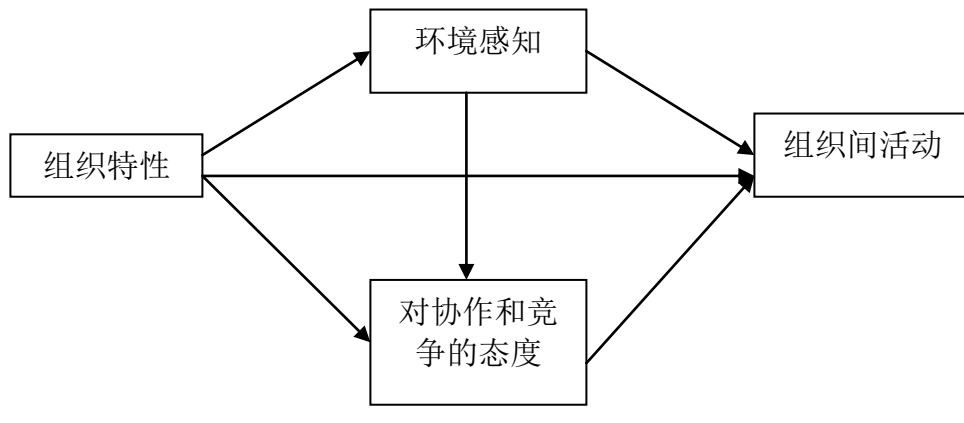 环境感知
组织特性
组织间活动
对协作和竞
争的态度